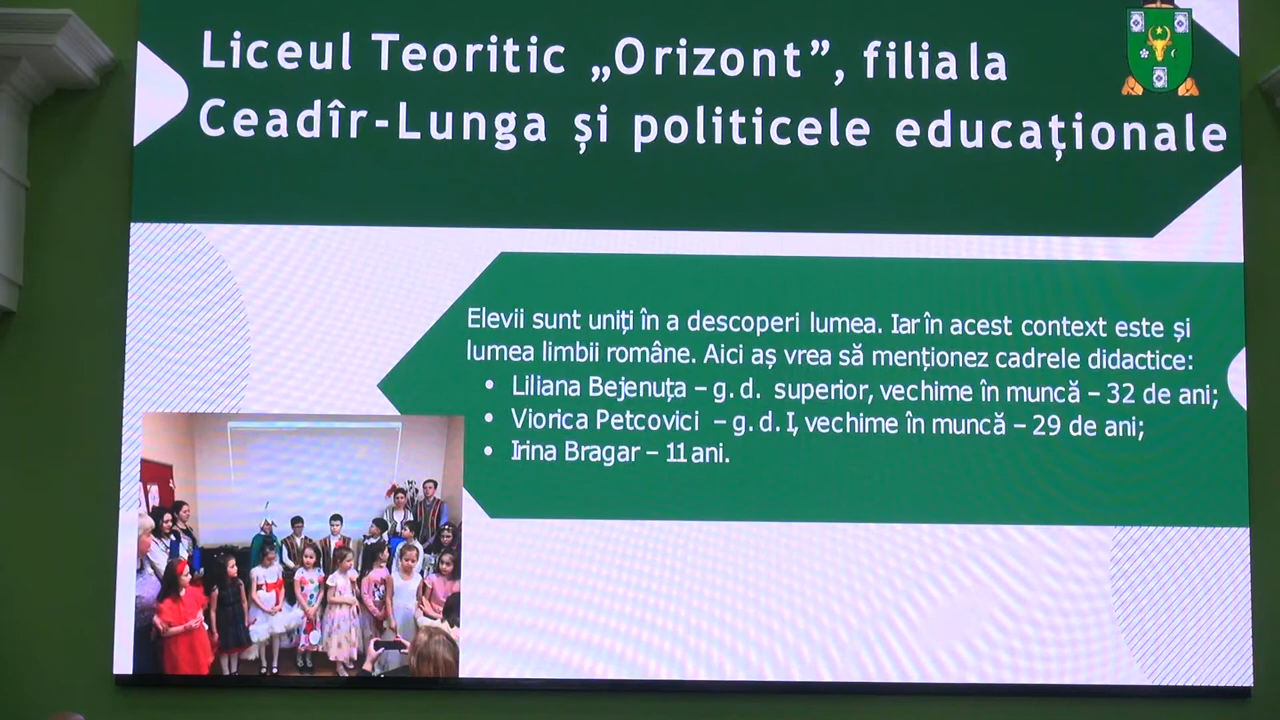 Liceul Teoritic „Orizont”, filiala
Ceadîr-Lunga și politicele educaționale
Elevii sunt uniți în a descoperi lumea. Iar în acest context este și
lumea limbii române. Aici aș vrea să menționez cadrele didactice:
• Liliana Bejenuța – g. d. superior, vechime în muncă – 32 de ani;
• Viorica Petcovici – g. d. I, vechime în muncă – 29 de ani;
• Irina Bragar – 11 ani.